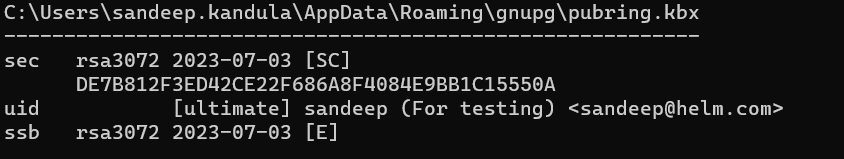 C:\Users\sandeep.kandula\AppData\Roaming\gnupg\pubring.kbx
----------------------------------------------------------
sec   rsa3072 2023-07-03 [SC]
      DE7B812F3ED42CE22F686A8F4084E9BB1C15550A
uid           [ultimate] sandeep (For testing) <sandeep@helm.com>
ssb   rsa3072 2023-07-03 [E]